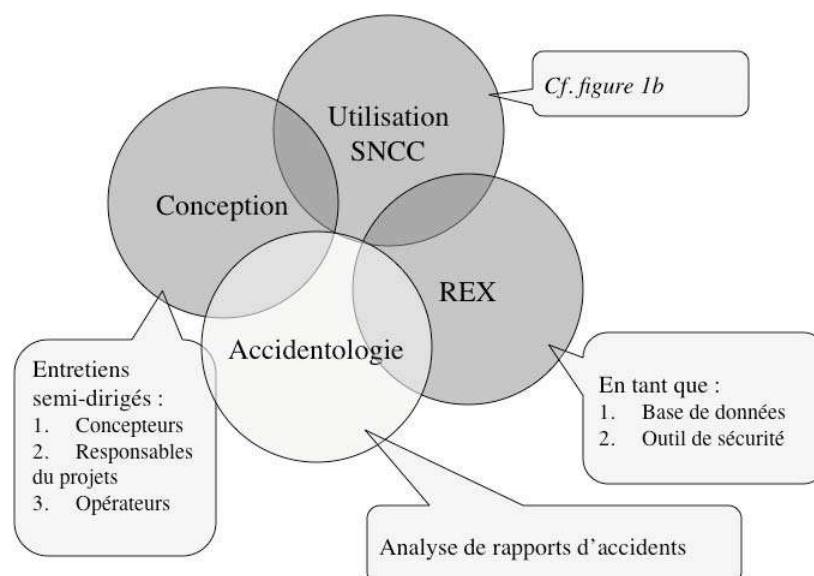 Cf. figure 1b
Utilisation
SNCC
Conception
REX
Accidentologie
Entretiens
semi-dirigés :
1. Concepteurs
2. Responsables
du projets
3. Opérateurs
En tant que :
1. Base de données
2. Outil de sécurité
Analyse de rapports d’accidents